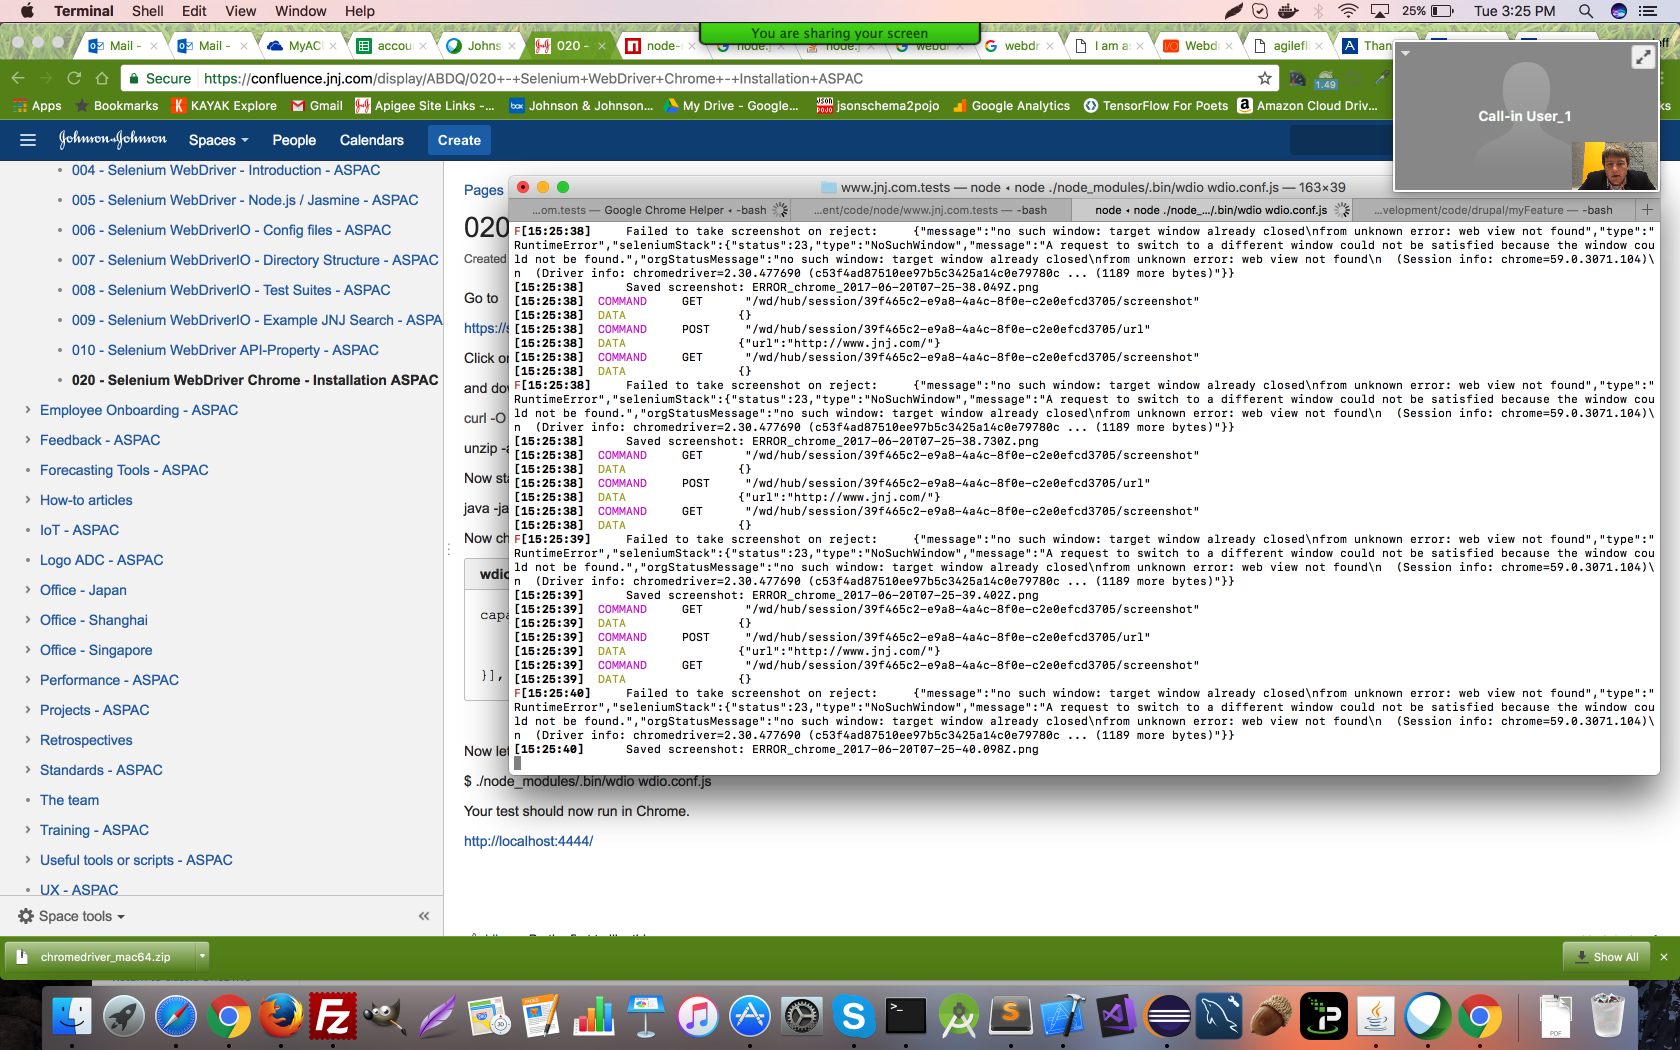 Terminal Shell Edit View Window Help
25% Tue 3:25 PM
You are sharing your screen
Mail - Mail - MyAC accou Johns 020 - node- node.j node.j webdr webdr I am a Webd agilefl Than
Secure https://confluence.jnj.com/display/ABDQ/020+-+Selenium+WebDriver+Chrome+-+Installation+ASPAC
1.49
Apps Bookmarks KAYAK Explore Gmail Apigee Site Links -... Johnson & Johnson... My Drive - Google... jsonschema2pojo Google Analytics TensorFlow For Poets Amazon Cloud Driv...
Call-in User_1
Johnson & Johnson Spaces People Calendars Create
004 - Selenium WebDriver - Introduction - ASPAC
005 - Selenium WebDriver - Node.js / Jasmine - ASPAC
006 - Selenium WebDriverIO - Config files - ASPAC
007 - Selenium WebDriverIO - Directory Structure - ASPAC
008 - Selenium WebDriverIO - Test Suites - ASPAC
009 - Selenium WebDriverIO - Example JNJ Search - ASPA
010 - Selenium WebDriver API-Property - ASPAC
020 - Selenium WebDriver Chrome - Installation ASPAC
Employee Onboarding - ASPAC
Feedback - ASPAC
Forecasting Tools - ASPAC
How-to articles
IoT - ASPAC
Logo ADC - ASPAC
Office - Japan
Office - Shanghai
Office - Singapore
Performance - ASPAC
Projects - ASPAC
Retrospectives
Standards - ASPAC
The team
Training - ASPAC
Useful tools or scripts - ASPAC
UX - ASPAC
Space tools
Pages
020
Created
Go to
https://s
Click on
and dow
curl -O
unzip -a
Now sta
java -ja
Now ch
wdio
capa
}],
Now let
$ ./node_modules/.bin/wdio wdio.conf.js
Your test should now run in Chrome.
http://localhost:4444/
www.jnj.com.tests — node ◂ node ./node_modules/.bin/wdio wdio.conf.js — 163×39
...om.tests — Google Chrome Helper ◂ -bash ...ent/code/node/www.jnj.com.tests — -bash node ◂ node ./node_.../.bin/wdio wdio.conf.js ...velopment/code/drupal/myFeature — -bash
F[15:25:38] Failed to take screenshot on reject: {"message":"no such window: target window already closed\nfrom unknown error: web view not found","type":"
RuntimeError","seleniumStack":{"status":23,"type":"NoSuchWindow","message":"A request to switch to a different window could not be satisfied because the window cou
ld not be found.","orgStatusMessage":"no such window: target window already closed\nfrom unknown error: web view not found\n (Session info: chrome=59.0.3071.104)\
n (Driver info: chromedriver=2.30.477690 (c53f4ad87510ee97b5c3425a14c0e79780c ... (1189 more bytes)"}}
[15:25:38] Saved screenshot: ERROR_chrome_2017-06-20T07-25-38.049Z.png
[15:25:38] COMMAND GET "/wd/hub/session/39f465c2-e9a8-4a4c-8f0e-c2e0efcd3705/screenshot"
[15:25:38] DATA {}
[15:25:38] COMMAND POST "/wd/hub/session/39f465c2-e9a8-4a4c-8f0e-c2e0efcd3705/url"
[15:25:38] DATA {"url":"http://www.jnj.com/"}
[15:25:38] COMMAND GET "/wd/hub/session/39f465c2-e9a8-4a4c-8f0e-c2e0efcd3705/screenshot"
[15:25:38] DATA {}
F[15:25:38] Failed to take screenshot on reject: {"message":"no such window: target window already closed\nfrom unknown error: web view not found","type":"
RuntimeError","seleniumStack":{"status":23,"type":"NoSuchWindow","message":"A request to switch to a different window could not be satisfied because the window cou
ld not be found.","orgStatusMessage":"no such window: target window already closed\nfrom unknown error: web view not found\n (Session info: chrome=59.0.3071.104)\
n (Driver info: chromedriver=2.30.477690 (c53f4ad87510ee97b5c3425a14c0e79780c ... (1189 more bytes)"}}
[15:25:38] Saved screenshot: ERROR_chrome_2017-06-20T07-25-38.730Z.png
[15:25:38] COMMAND GET "/wd/hub/session/39f465c2-e9a8-4a4c-8f0e-c2e0efcd3705/screenshot"
[15:25:38] DATA {}
[15:25:38] COMMAND POST "/wd/hub/session/39f465c2-e9a8-4a4c-8f0e-c2e0efcd3705/url"
[15:25:38] DATA {"url":"http://www.jnj.com/"}
[15:25:38] COMMAND GET "/wd/hub/session/39f465c2-e9a8-4a4c-8f0e-c2e0efcd3705/screenshot"
[15:25:38] DATA {}
F[15:25:39] Failed to take screenshot on reject: {"message":"no such window: target window already closed\nfrom unknown error: web view not found","type":"
RuntimeError","seleniumStack":{"status":23,"type":"NoSuchWindow","message":"A request to switch to a different window could not be satisfied because the window cou
ld not be found.","orgStatusMessage":"no such window: target window already closed\nfrom unknown error: web view not found\n (Session info: chrome=59.0.3071.104)\
n (Driver info: chromedriver=2.30.477690 (c53f4ad87510ee97b5c3425a14c0e79780c ... (1189 more bytes)"}}
[15:25:39] Saved screenshot: ERROR_chrome_2017-06-20T07-25-39.402Z.png
[15:25:39] COMMAND GET "/wd/hub/session/39f465c2-e9a8-4a4c-8f0e-c2e0efcd3705/screenshot"
[15:25:39] DATA {}
[15:25:39] COMMAND POST "/wd/hub/session/39f465c2-e9a8-4a4c-8f0e-c2e0efcd3705/url"
[15:25:39] DATA {"url":"http://www.jnj.com/"}
[15:25:39] COMMAND GET "/wd/hub/session/39f465c2-e9a8-4a4c-8f0e-c2e0efcd3705/screenshot"
[15:25:39] DATA {}
F[15:25:40] Failed to take screenshot on reject: {"message":"no such window: target window already closed\nfrom unknown error: web view not found","type":"
RuntimeError","seleniumStack":{"status":23,"type":"NoSuchWindow","message":"A request to switch to a different window could not be satisfied because the window cou
ld not be found.","orgStatusMessage":"no such window: target window already closed\nfrom unknown error: web view not found\n (Session info: chrome=59.0.3071.104)\
n (Driver info: chromedriver=2.30.477690 (c53f4ad87510ee97b5c3425a14c0e79780c ... (1189 more bytes)"}}
[15:25:40] Saved screenshot: ERROR_chrome_2017-06-20T07-25-40.098Z.png
chromedriver_mac64.zip
Show All